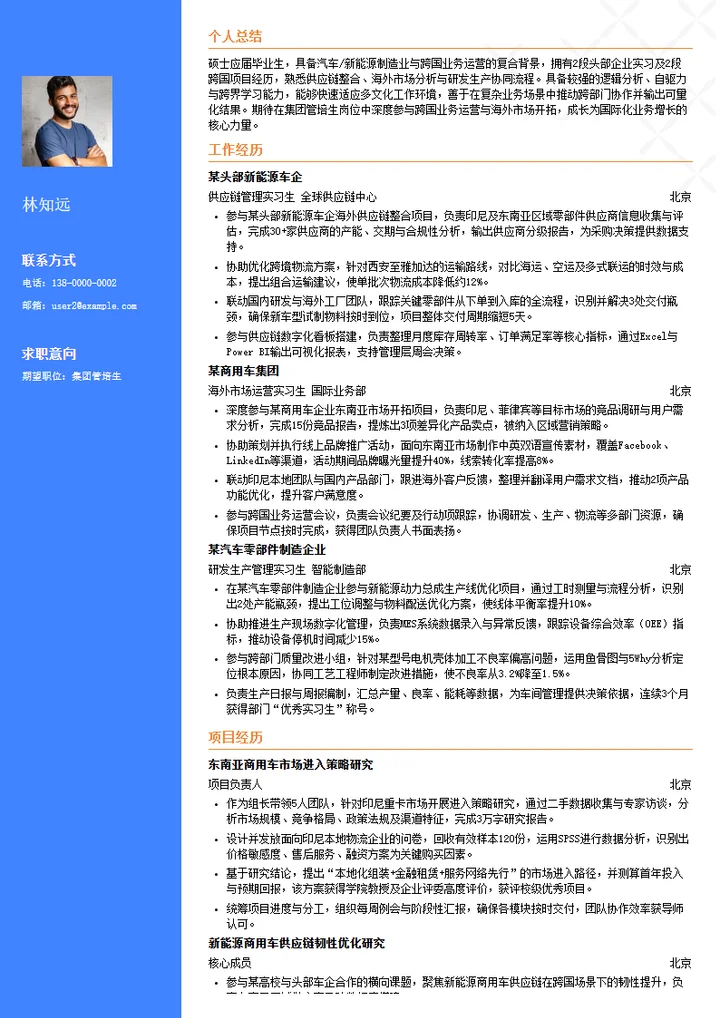 林知远
联系方式
电话：138-0000-0002
邮箱：user2@example.com
求职意向
期望职位：集团管培生
个人总结
硕士应届毕业生，具备汽车/新能源制造业与跨国业务运营的复合背景，拥有2段头部企业实习及2段
跨国项目经历，熟悉供应链整合、海外市场分析与研发生产协同流程。具备较强的逻辑分析、自驱力
与跨界学习能力，能够快速适应多文化工作环境，善于在复杂业务场景中推动跨部门协作并输出可量
化结果。期待在集团管培生岗位中深度参与跨国业务运营与海外市场开拓，成长为国际化业务增长的
核心力量。
工作经历
某头部新能源车企
供应链管理实习生 全球供应链中心 北京
• 参与某头部新能源车企海外供应链整合项目，负责印尼及东南亚区域零部件供应商信息收集与评
估，完成30+家供应商的产能、交期与合规性分析，输出供应商分级报告，为采购决策提供数据支
持。
• 协助优化跨境物流方案，针对西安至雅加达的运输路线，对比海运、空运及多式联运的时效与成
本，提出组合运输建议，使单批次物流成本降低约12%。
• 联动国内研发与海外工厂团队，跟踪关键零部件从下单到入库的全流程，识别并解决3处交付瓶
颈，确保新车型试制物料按时到位，项目整体交付周期缩短5天。
• 参与供应链数字化看板搭建，负责整理月度库存周转率、订单满足率等核心指标，通过Excel与
Power BI输出可视化报表，支持管理层周会决策。
某商用车集团
海外市场运营实习生 国际业务部 北京
• 深度参与某商用车企业东南亚市场开拓项目，负责印尼、菲律宾等目标市场的竞品调研与用户需
求分析，完成15份竞品报告，提炼出3项差异化产品卖点，被纳入区域营销策略。
• 协助策划并执行线上品牌推广活动，面向东南亚市场制作中英双语宣传素材，覆盖Facebook、
LinkedIn等渠道，活动期间品牌曝光量提升40%，线索转化率提高8%。
• 联动印尼本地团队与国内产品部门，跟进海外客户反馈，整理并翻译用户需求文档，推动2项产品
功能优化，提升客户满意度。
• 参与跨国业务运营会议，负责会议纪要及行动项跟踪，协调研发、生产、物流等多部门资源，确
保项目节点按时完成，获得团队负责人书面表扬。
某汽车零部件制造企业
研发生产管理实习生 智能制造部 北京
• 在某汽车零部件制造企业参与新能源动力总成生产线优化项目，通过工时测量与流程分析，识别
出2处产能瓶颈，提出工位调整与物料配送优化方案，使线体平衡率提升10%。
• 协助推进生产现场数字化管理，负责MES系统数据录入与异常反馈，跟踪设备综合效率（OEE）指
标，推动设备停机时间减少15%。
• 参与跨部门质量改进小组，针对某型号电机壳体加工不良率偏高问题，运用鱼骨图与5Why分析定
位根本原因，协同工艺工程师制定改进措施，使不良率从3.2%降至1.5%。
• 负责生产日报与周报编制，汇总产量、良率、能耗等数据，为车间管理提供决策依据，连续3个月
获得部门“优秀实习生”称号。
项目经历
东南亚商用车市场进入策略研究
项目负责人 北京
• 作为组长带领5人团队，针对印尼重卡市场开展进入策略研究，通过二手数据收集与专家访谈，分
析市场规模、竞争格局、政策法规及渠道特征，完成3万字研究报告。
• 设计并发放面向印尼本地物流企业的问卷，回收有效样本120份，运用SPSS进行数据分析，识别出
价格敏感度、售后服务、融资方案为关键购买因素。
• 基于研究结论，提出“本地化组装+金融租赁+服务网络先行”的市场进入路径，并测算首年投入
与预期回报，该方案获得学院教授及企业评委高度评价，获评校级优秀项目。
• 统筹项目进度与分工，组织每周例会与阶段性汇报，确保各模块按时交付，团队协作效率获导师
认可。
新能源商用车供应链韧性优化研究
核心成员 北京
• 参与某高校与头部车企合作的横向课题，聚焦新能源商用车供应链在跨国场景下的韧性提升，负